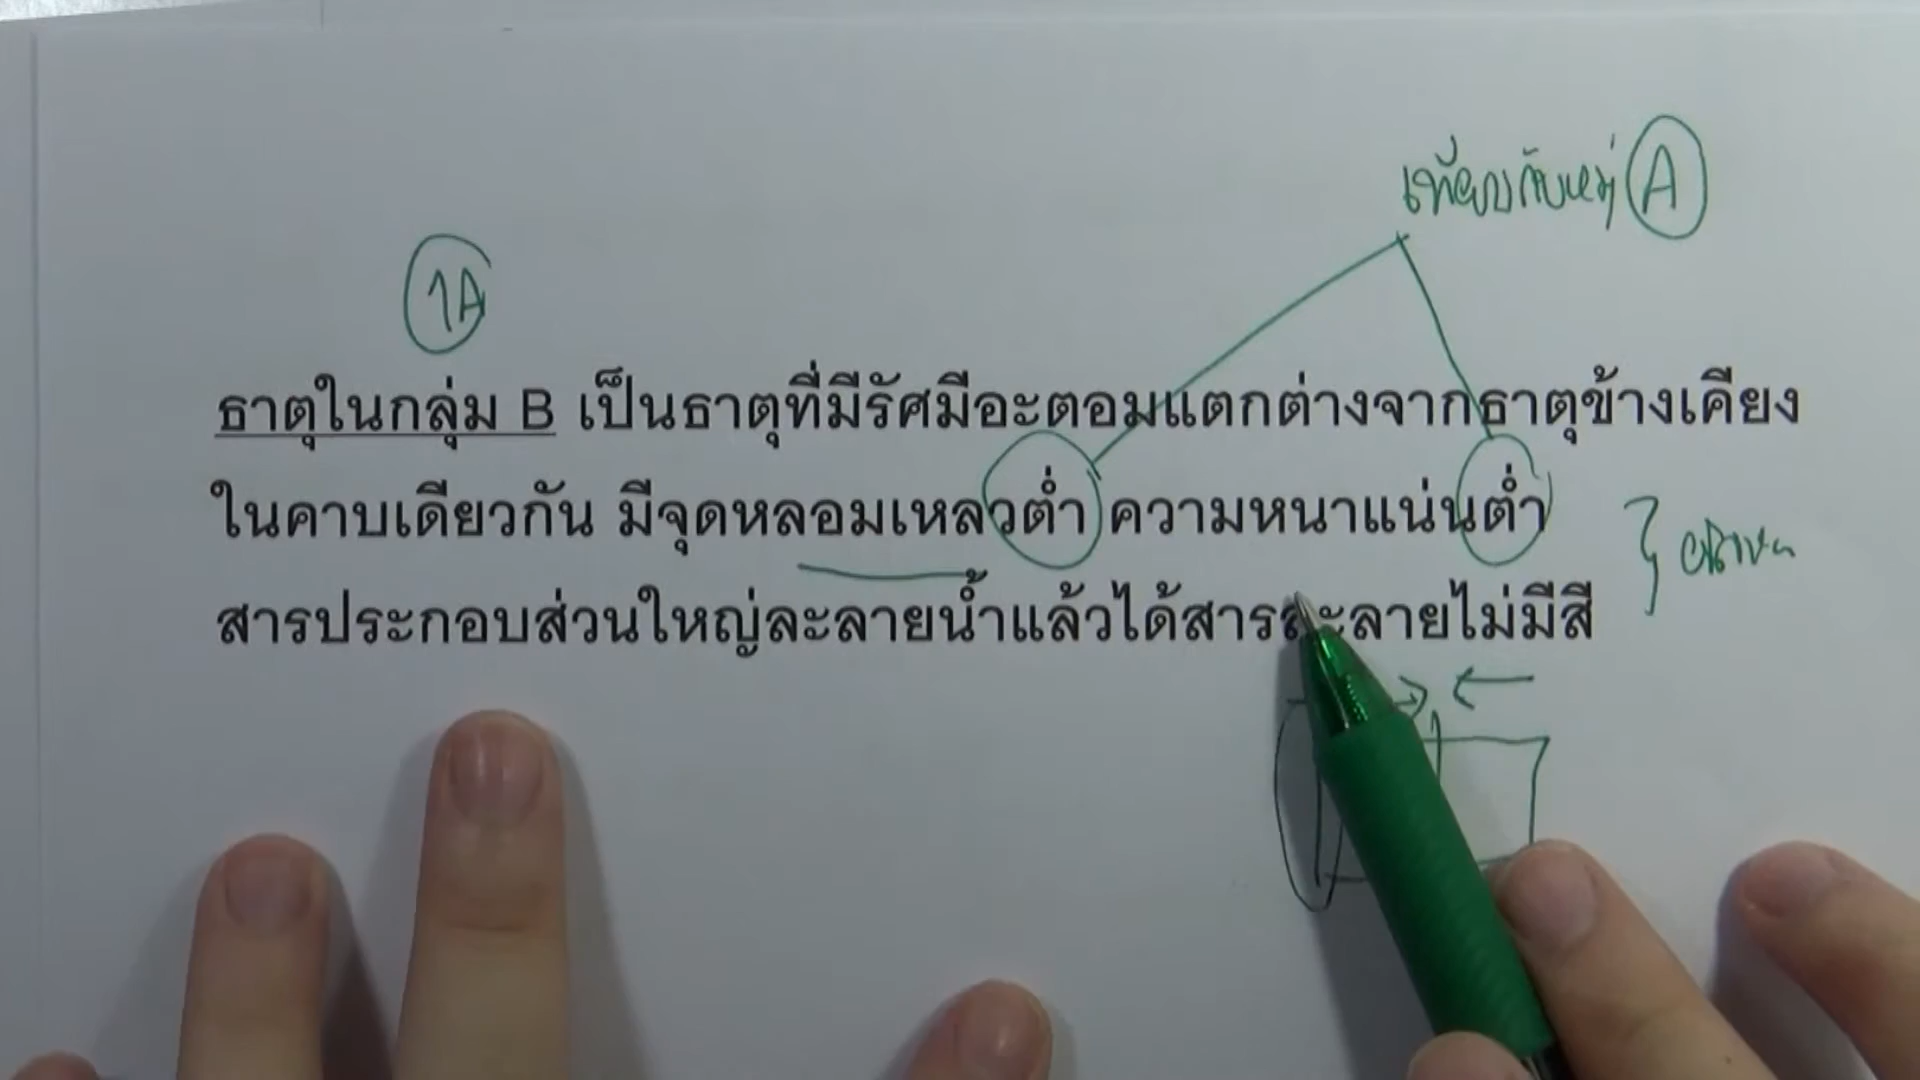 เทียบกับหมู่ A
1A
ธาตุในกลุ่ม B เป็นธาตุที่มีรัศมีอะตอมแตกต่างจากธาตุข้างเคียง
ในคาบเดียวกัน มีจุดหลอมเหลวต่ำ ความหนาแน่นต่ำ
สารประกอบส่วนใหญ่ละลายน้ำแล้วได้สารละลายไม่มีสี